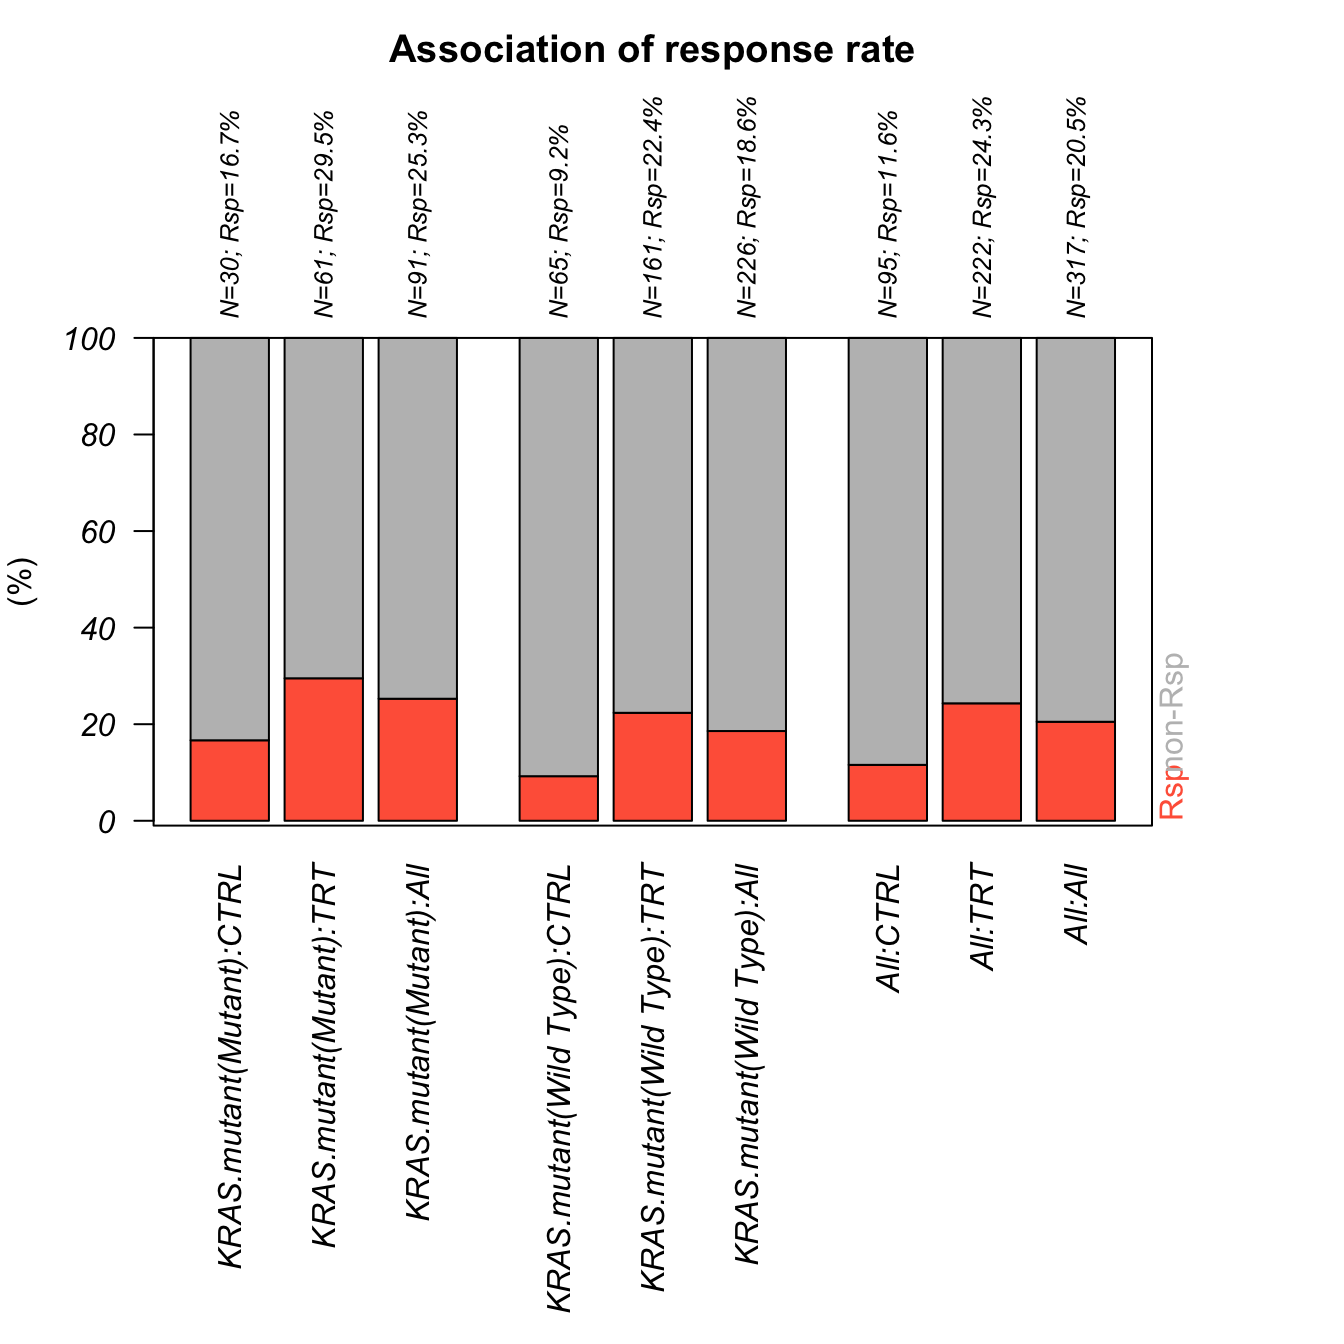 Association of response rate
N=30; Rsp=16.7%
N=61; Rsp=29.5%
N=91; Rsp=25.3%
N=65; Rsp=9.2%
N=161; Rsp=22.4%
N=226; Rsp=18.6%
N=95; Rsp=11.6%
N=222; Rsp=24.3%
N=317; Rsp=20.5%
(%)
100
80
60
40
20
0
non-Rsp
Rsp
KRAS.mutant(Mutant):CTRL
KRAS.mutant(Mutant):TRT
KRAS.mutant(Mutant):All
KRAS.mutant(Wild Type):CTRL
KRAS.mutant(Wild Type):TRT
KRAS.mutant(Wild Type):All
All:CTRL
All:TRT
All:All